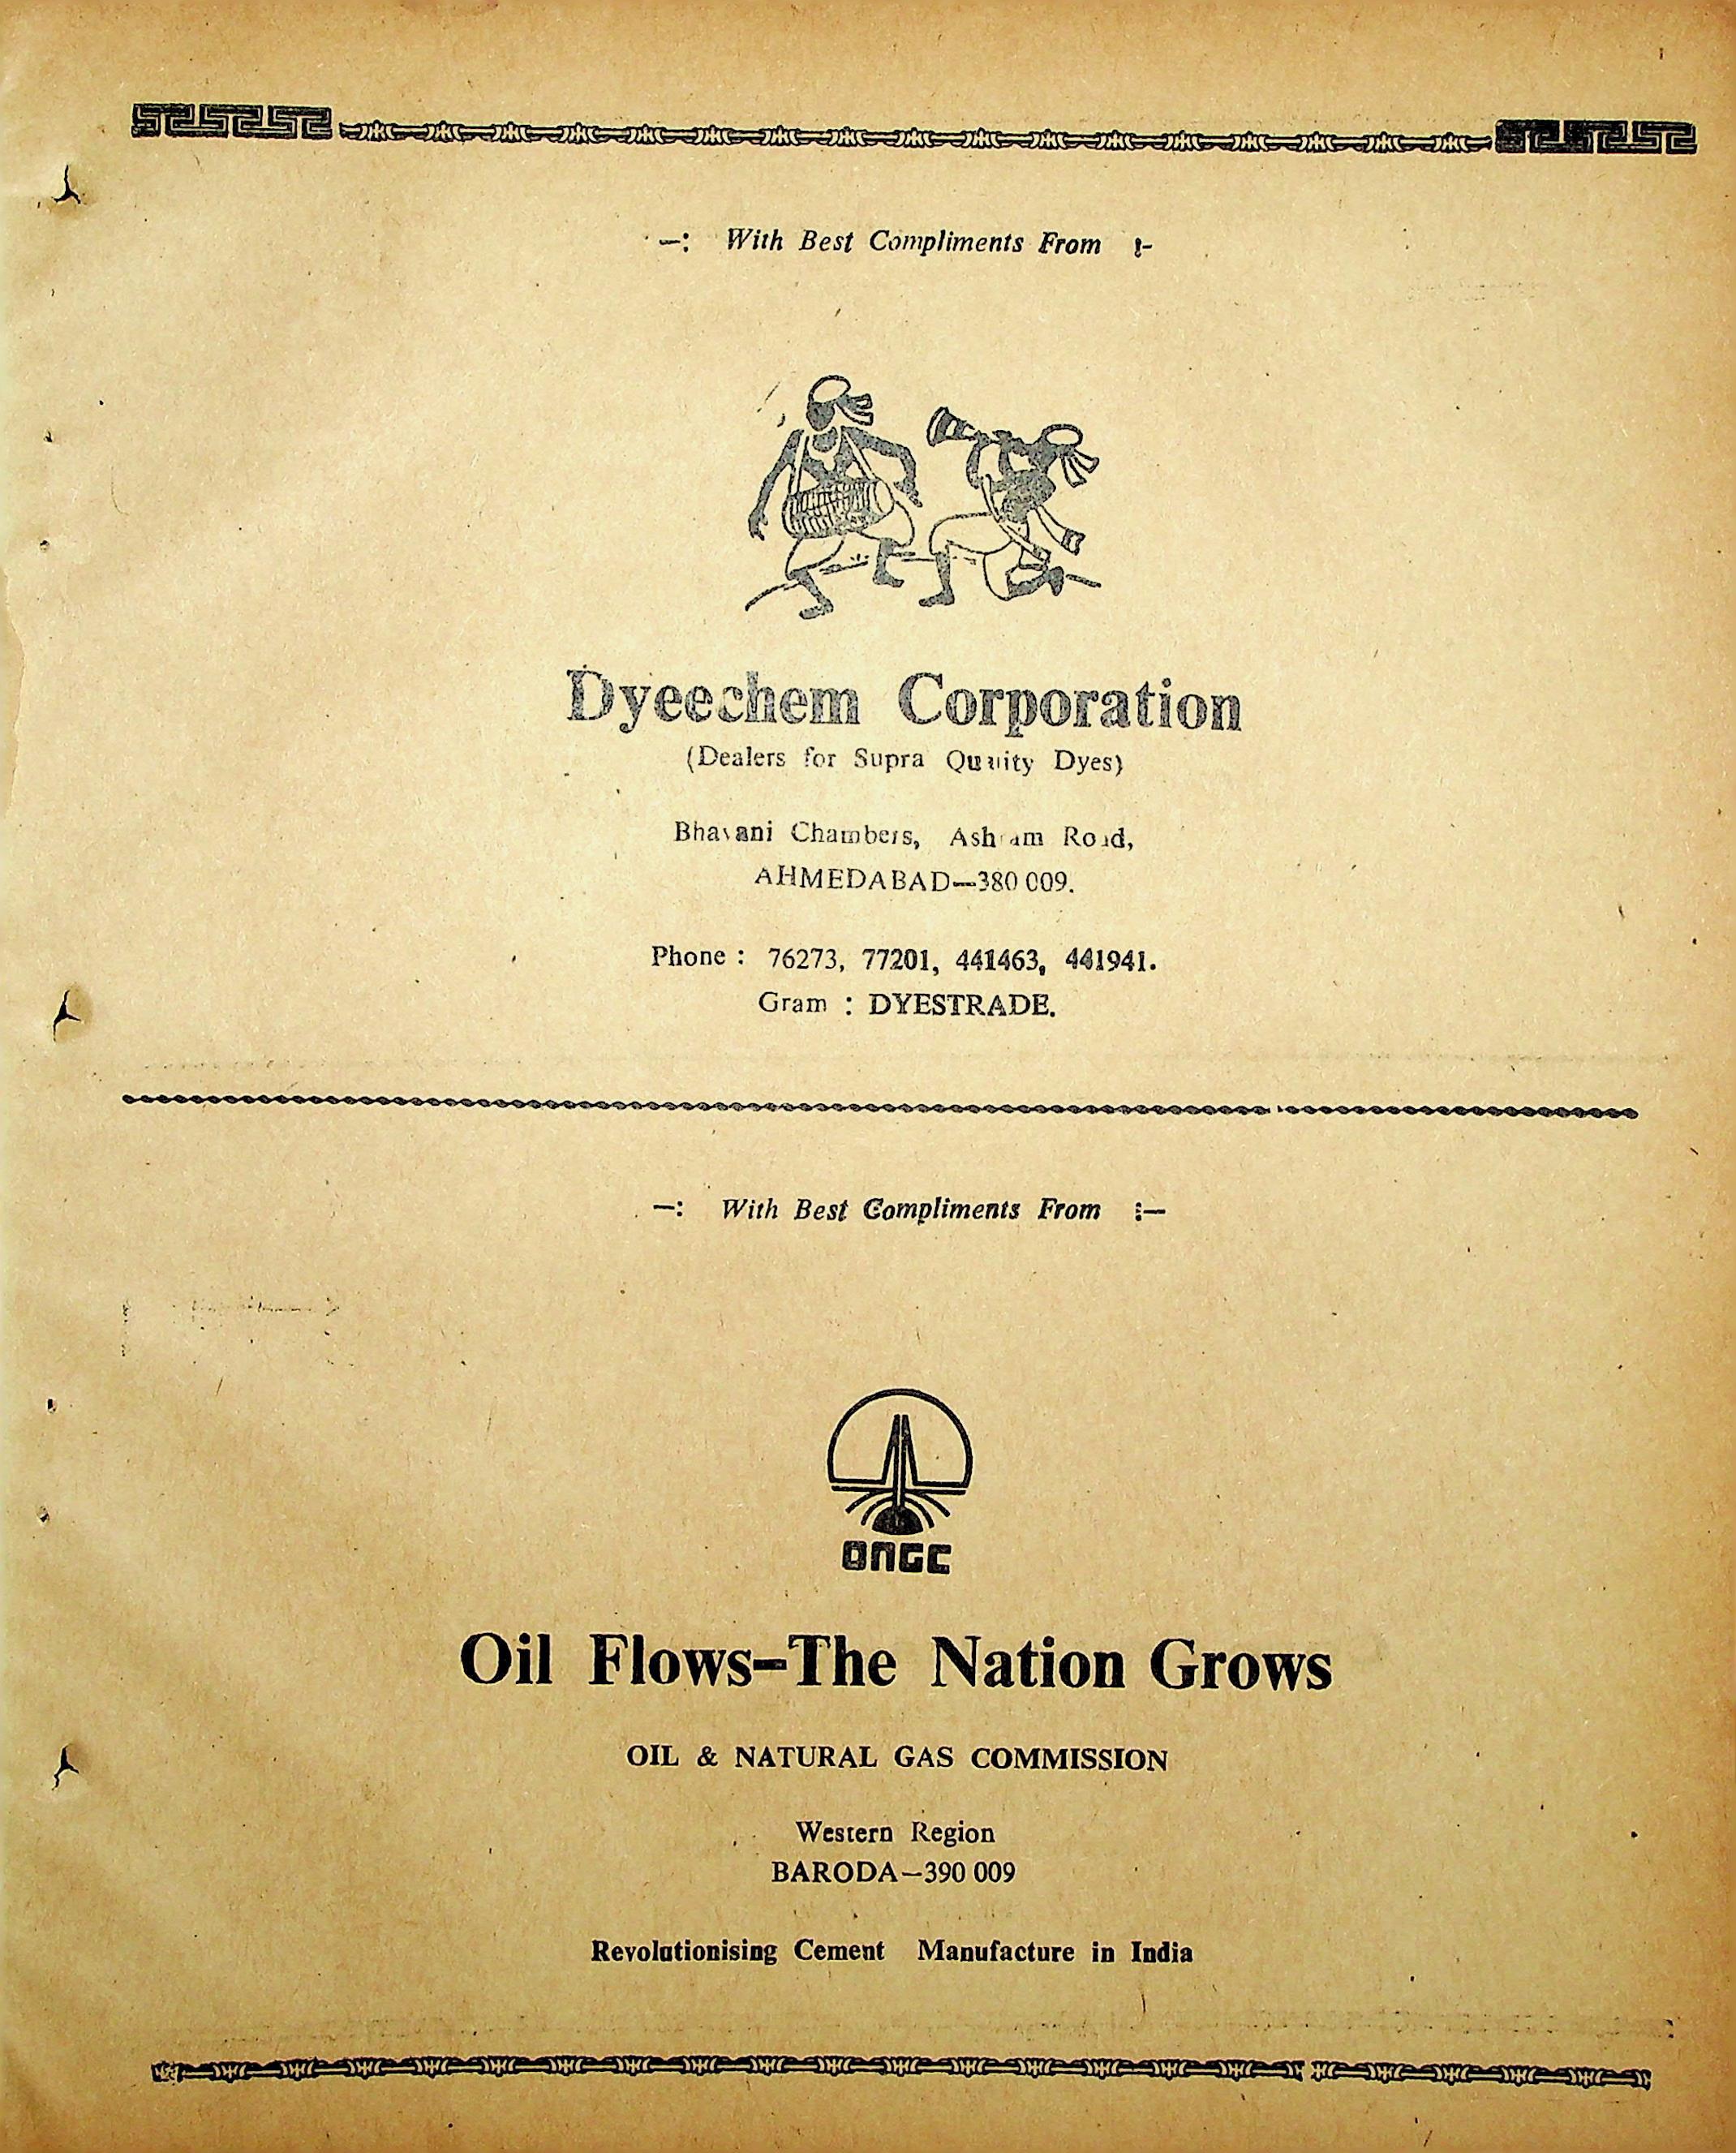 -: With Best Compliments From :-
Dyeechem Corporation
(Dealers for Supra Quality Dyes)
Bhavani Chambers, Ashram Road,
AHMEDABAD—380 009.
Phone : 76273, 77201, 441463, 441941.
Gram : DYESTRADE.
—: With Best Compliments From :—
ONGC
Oil Flows-The Nation Grows
OIL & NATURAL GAS COMMISSION
Western Region
BARODA—390 009
Revolutionising Cement Manufacture in India